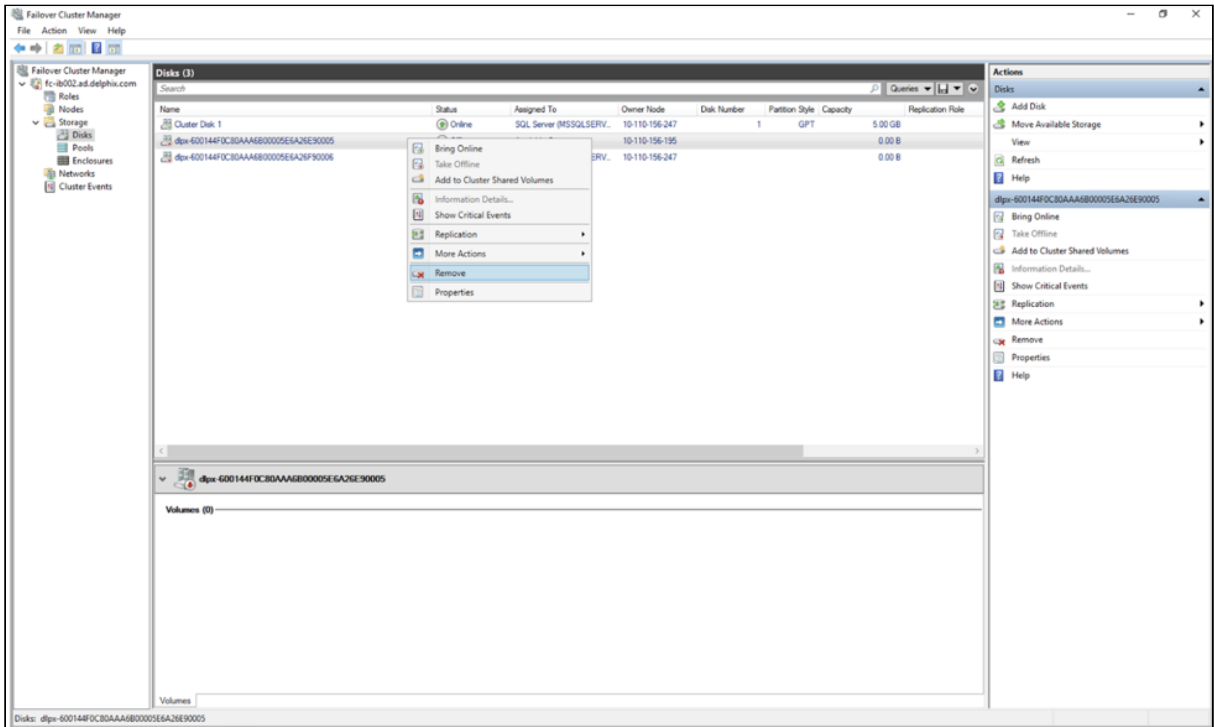 Failover Cluster Manager
File Action View Help
Failover Cluster Manager
fc-ib002.ad.delphix.com
Roles
Nodes
Storage
Disks
Pools
Enclosures
Networks
Cluster Events
Disks (3)
Search
Queries
Name Status Assigned To Owner Node Disk Number Partition Style Capacity Replication Role
Cluster Disk 1 Online SQL Server (MSSQLSERV... 10-110-156-247 1 GPT 5.00 GB
dlpx-600144F0C80AAA6B00005E6A26E90005 10-110-156-195 0.00 B
dlpx-600144F0C80AAA6B00005E6A26F90006 ERV... 10-110-156-247 0.00 B
Bring Online
Take Offline
Add to Cluster Shared Volumes
Information Details...
Show Critical Events
Replication
More Actions
Remove
Properties
dlpx-600144F0C80AAA6B00005E6A26E90005
Volumes (0)
Volumes
Actions
Disks
Add Disk
Move Available Storage
View
Refresh
Help
dlpx-600144F0C80AAA6B00005E6A26E90005
Bring Online
Take Offline
Add to Cluster Shared Volumes
Information Details...
Show Critical Events
Replication
More Actions
Remove
Properties
Help
Disks: dlpx-600144F0C80AAA6B00005E6A26E90005